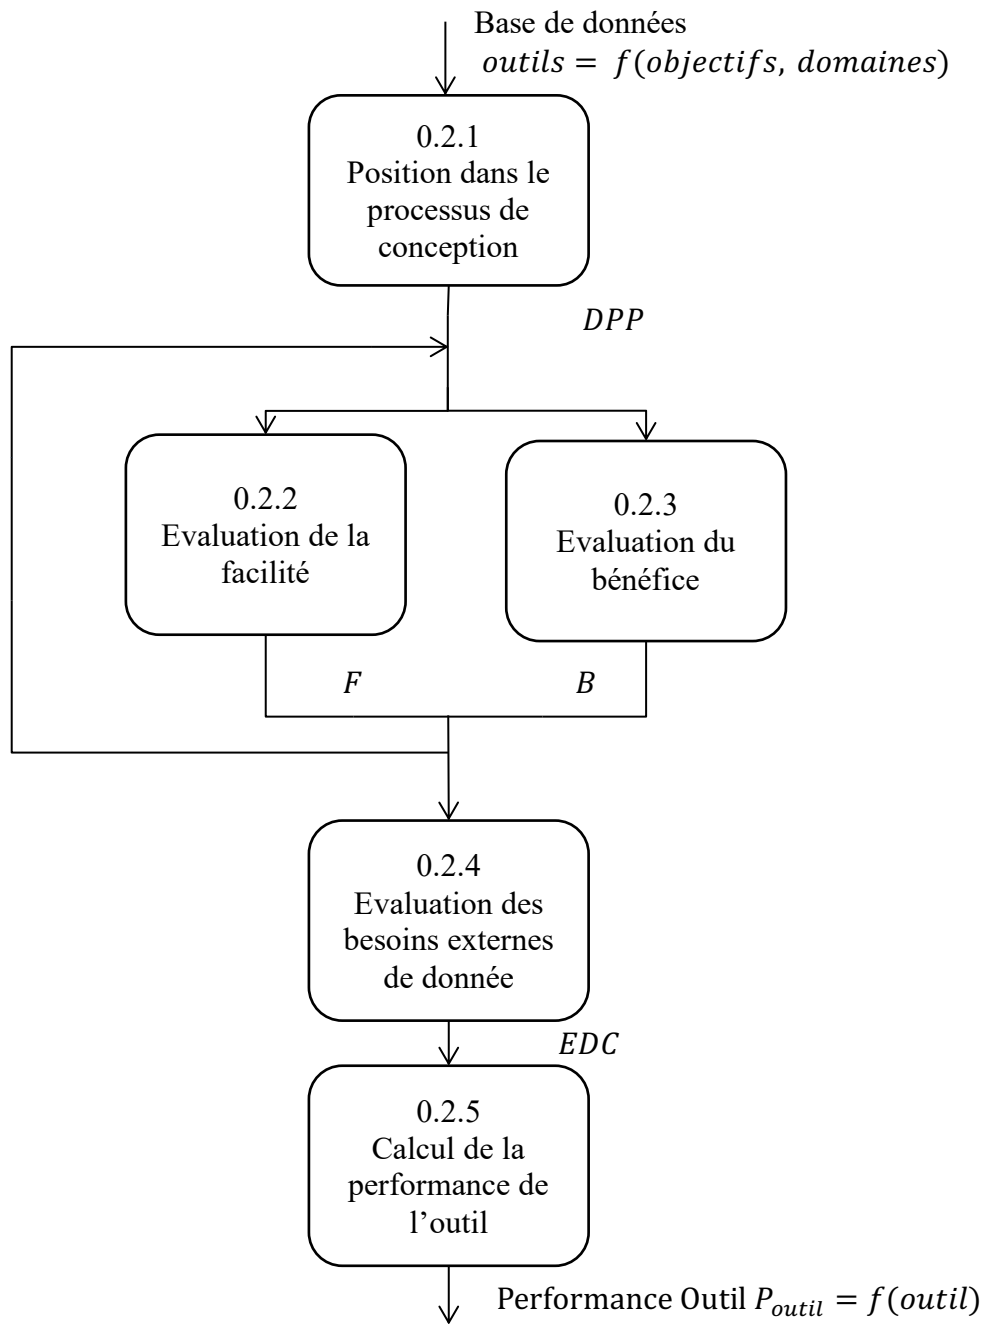 Base de données
outils = f(objectifs, domaines)
0.2.1
Position dans le
processus de
conception
DPP
0.2.2
Evaluation de la
facilité
0.2.3
Evaluation du
bénéfice
F
B
0.2.4
Evaluation des
besoins externes
de donnée
EDC
0.2.5
Calcul de la
performance de
l’outil
Performance Outil P_outil = f(outil)